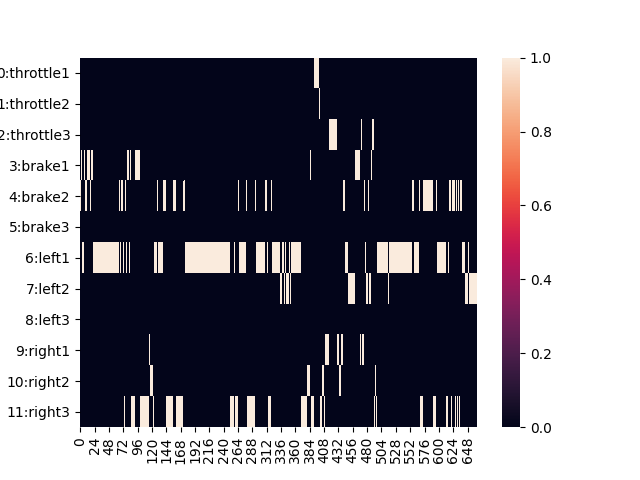 0:throttle1
1:throttle2
2:throttle3
3:brake1
4:brake2
5:brake3
6:left1
7:left2
8:left3
9:right1
10:right2
11:right3
0 24 48 72 96 120 144 168 192 216 240 264 288 312 336 360 384 408 432 456 480 504 528 552 576 600 624 648
1.0
0.8
0.6
0.4
0.2
0.0